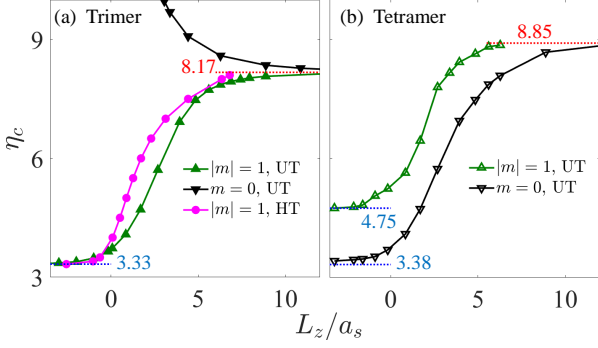 (a) Trimer
(b) Tetramer
9
6
3
η_c
8.17
|m| = 1, UT
m = 0, UT
|m| = 1, HT
3.33
8.85
|m| = 1, UT
m = 0, UT
4.75
3.38
0 5 10
0 5 10
L_z/a_s